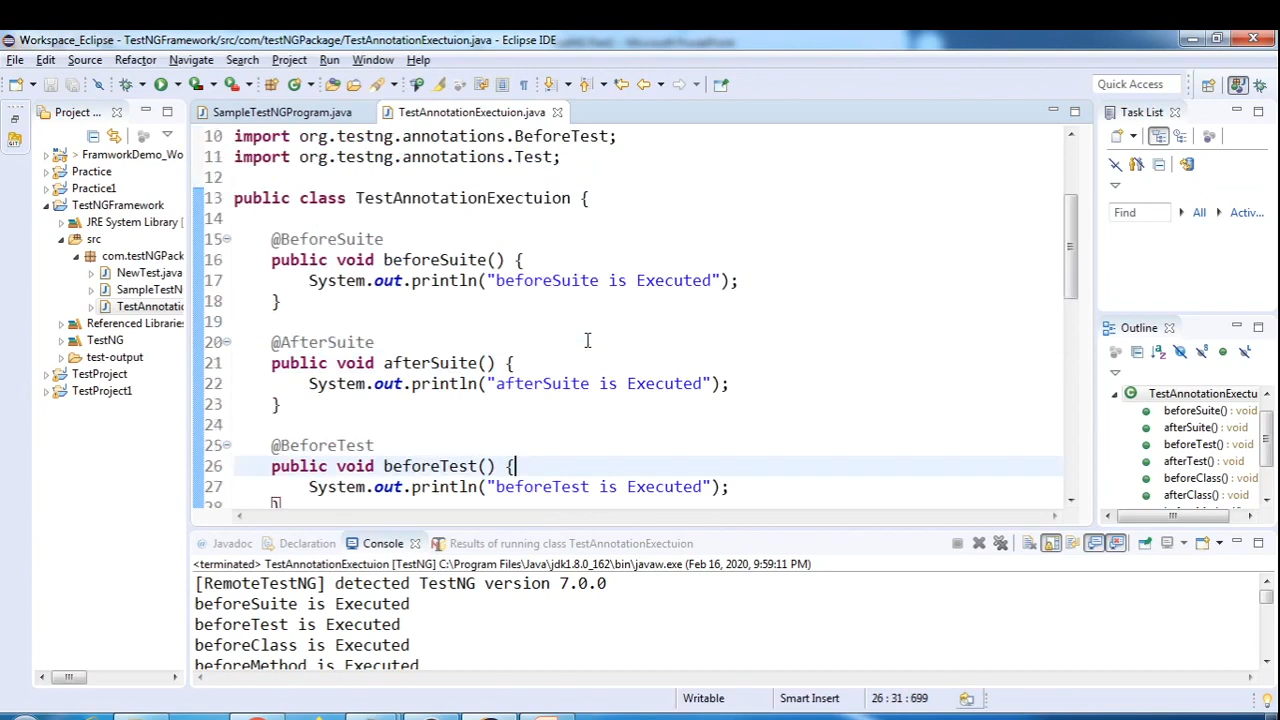 Workspace_Eclipse - TestNGFramework/src/com/testNGPackage/TestAnnotationExectuion.java - Eclipse IDE
File Edit Source Refactor Navigate Search Project Run Window Help
Quick Access
Project ...
SampleTestNGProgram.java
TestAnnotationExectuion.java
Task List
> FramworkDemo_Wo
Practice
Practice1
TestNGFramework
JRE System Library [
src
com.testNGPack
NewTest.java
SampleTestN
TestAnnotatic
Referenced Libraries
TestNG
test-output
TestProject
TestProject1
10 import org.testng.annotations.BeforeTest;
11 import org.testng.annotations.Test;
12
13 public class TestAnnotationExectuion {
14
15 @BeforeSuite
16 public void beforeSuite() {
17 System.out.println("beforeSuite is Executed");
18 }
19
20 @AfterSuite
21 public void afterSuite() {
22 System.out.println("afterSuite is Executed");
23 }
24
25 @BeforeTest
26 public void beforeTest() {
27 System.out.println("beforeTest is Executed");
28 }
Find All Activ...
Outline
TestAnnotationExectu
beforeSuite() : void
afterSuite() : void
beforeTest() : void
afterTest() : void
beforeClass() : void
afterClass() : void
Javadoc Declaration Console Results of running class TestAnnotationExectuion
<terminated> TestAnnotationExectuion [TestNG] C:\Program Files\Java\jdk1.8.0_162\bin\javaw.exe (Feb 16, 2020, 9:59:11 PM)
[RemoteTestNG] detected TestNG version 7.0.0
beforeSuite is Executed
beforeTest is Executed
beforeClass is Executed
beforeMethod is Executed
Writable Smart Insert 26 : 31 : 699